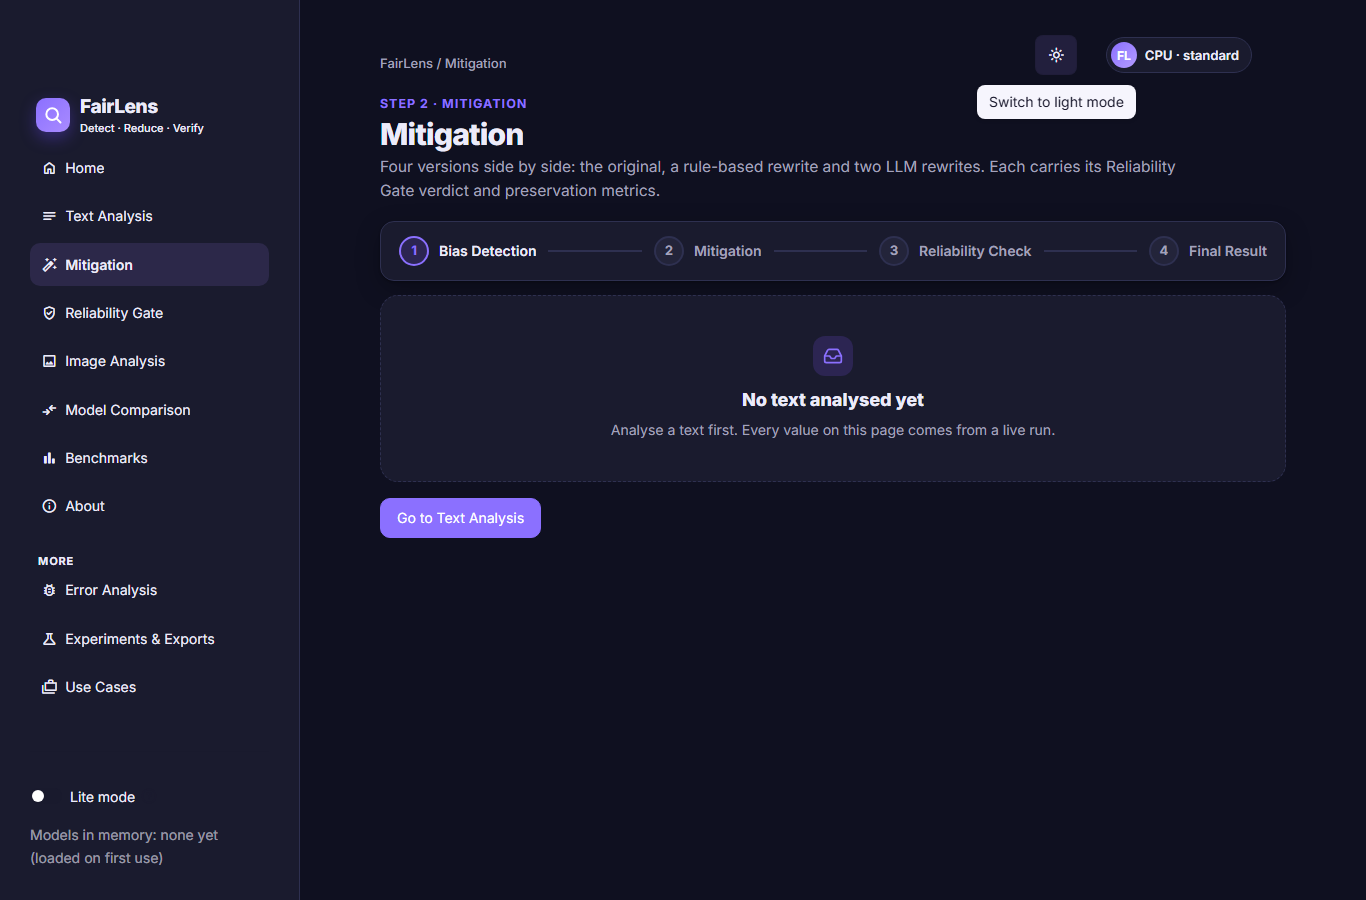 FairLens
Detect · Reduce · Verify
Home
Text Analysis
Mitigation
Reliability Gate
Image Analysis
Model Comparison
Benchmarks
About
MORE
Error Analysis
Experiments & Exports
Use Cases
Lite mode
Models in memory: none yet
(loaded on first use)
FairLens / Mitigation
FL CPU · standard
Switch to light mode
STEP 2 · MITIGATION
Mitigation
Four versions side by side: the original, a rule-based rewrite and two LLM rewrites. Each carries its Reliability
Gate verdict and preservation metrics.
1 Bias Detection 2 Mitigation 3 Reliability Check 4 Final Result
No text analysed yet
Analyse a text first. Every value on this page comes from a live run.
Go to Text Analysis